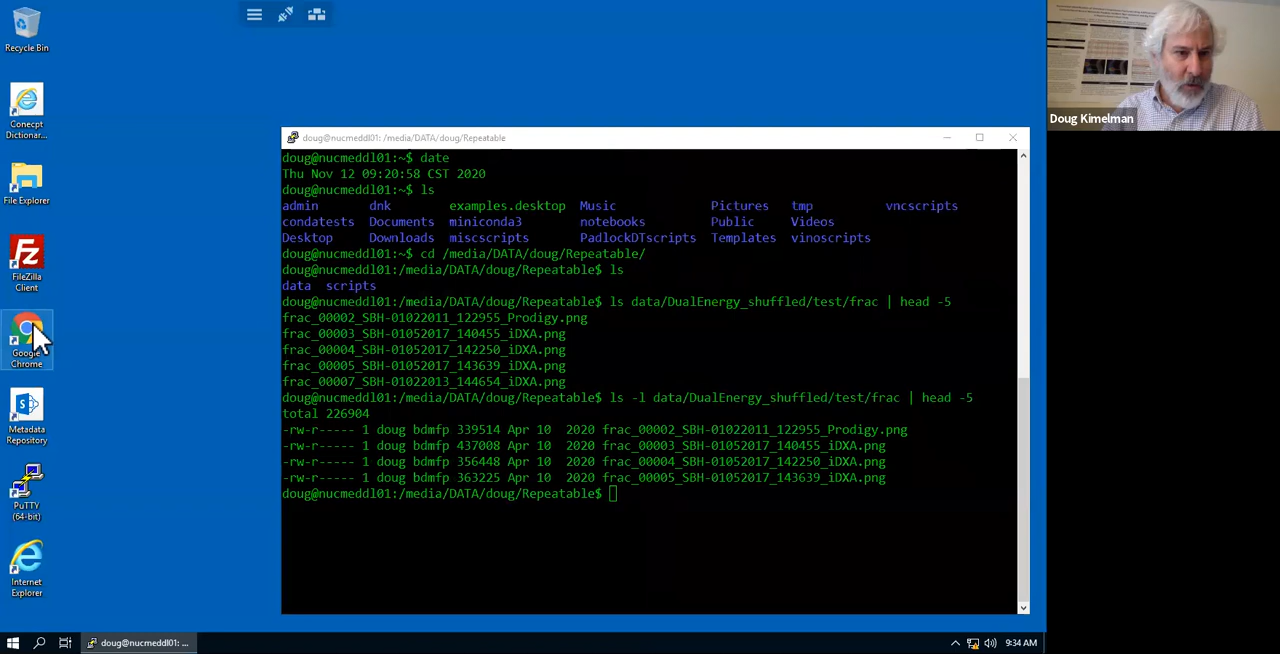 Recycle Bin
Conecpt
Dictionar...
File Explorer
FileZilla
Client
Google
Chrome
Metadata
Repository
PuTTY
(64-bit)
Internet
Explorer
doug@nucmeddl01: /media/DATA/doug/Repeatable
doug@nucmeddl01:~$ date
Thu Nov 12 09:20:58 CST 2020
doug@nucmeddl01:~$ ls
admin dnk examples.desktop Music Pictures tmp vncscripts
condatests Documents miniconda3 notebooks Public Videos
Desktop Downloads miscscripts PadlockDTscripts Templates vinoscripts
doug@nucmeddl01:~$ cd /media/DATA/doug/Repeatable/
doug@nucmeddl01:/media/DATA/doug/Repeatable$ ls
data scripts
doug@nucmeddl01:/media/DATA/doug/Repeatable$ ls data/DualEnergy_shuffled/test/frac | head -5
frac_00002_SBH-01022011_122955_Prodigy.png
frac_00003_SBH-01052017_140455_iDXA.png
frac_00004_SBH-01052017_142250_iDXA.png
frac_00005_SBH-01052017_143639_iDXA.png
frac_00007_SBH-01022013_144654_iDXA.png
doug@nucmeddl01:/media/DATA/doug/Repeatable$ ls -l data/DualEnergy_shuffled/test/frac | head -5
total 226904
-rw-r----- 1 doug bdmfp 339514 Apr 10 2020 frac_00002_SBH-01022011_122955_Prodigy.png
-rw-r----- 1 doug bdmfp 437008 Apr 10 2020 frac_00003_SBH-01052017_140455_iDXA.png
-rw-r----- 1 doug bdmfp 356448 Apr 10 2020 frac_00004_SBH-01052017_142250_iDXA.png
-rw-r----- 1 doug bdmfp 363225 Apr 10 2020 frac_00005_SBH-01052017_143639_iDXA.png
doug@nucmeddl01:/media/DATA/doug/Repeatable$
Doug Kimelman
doug@nucmeddl01: ...
9:34 AM